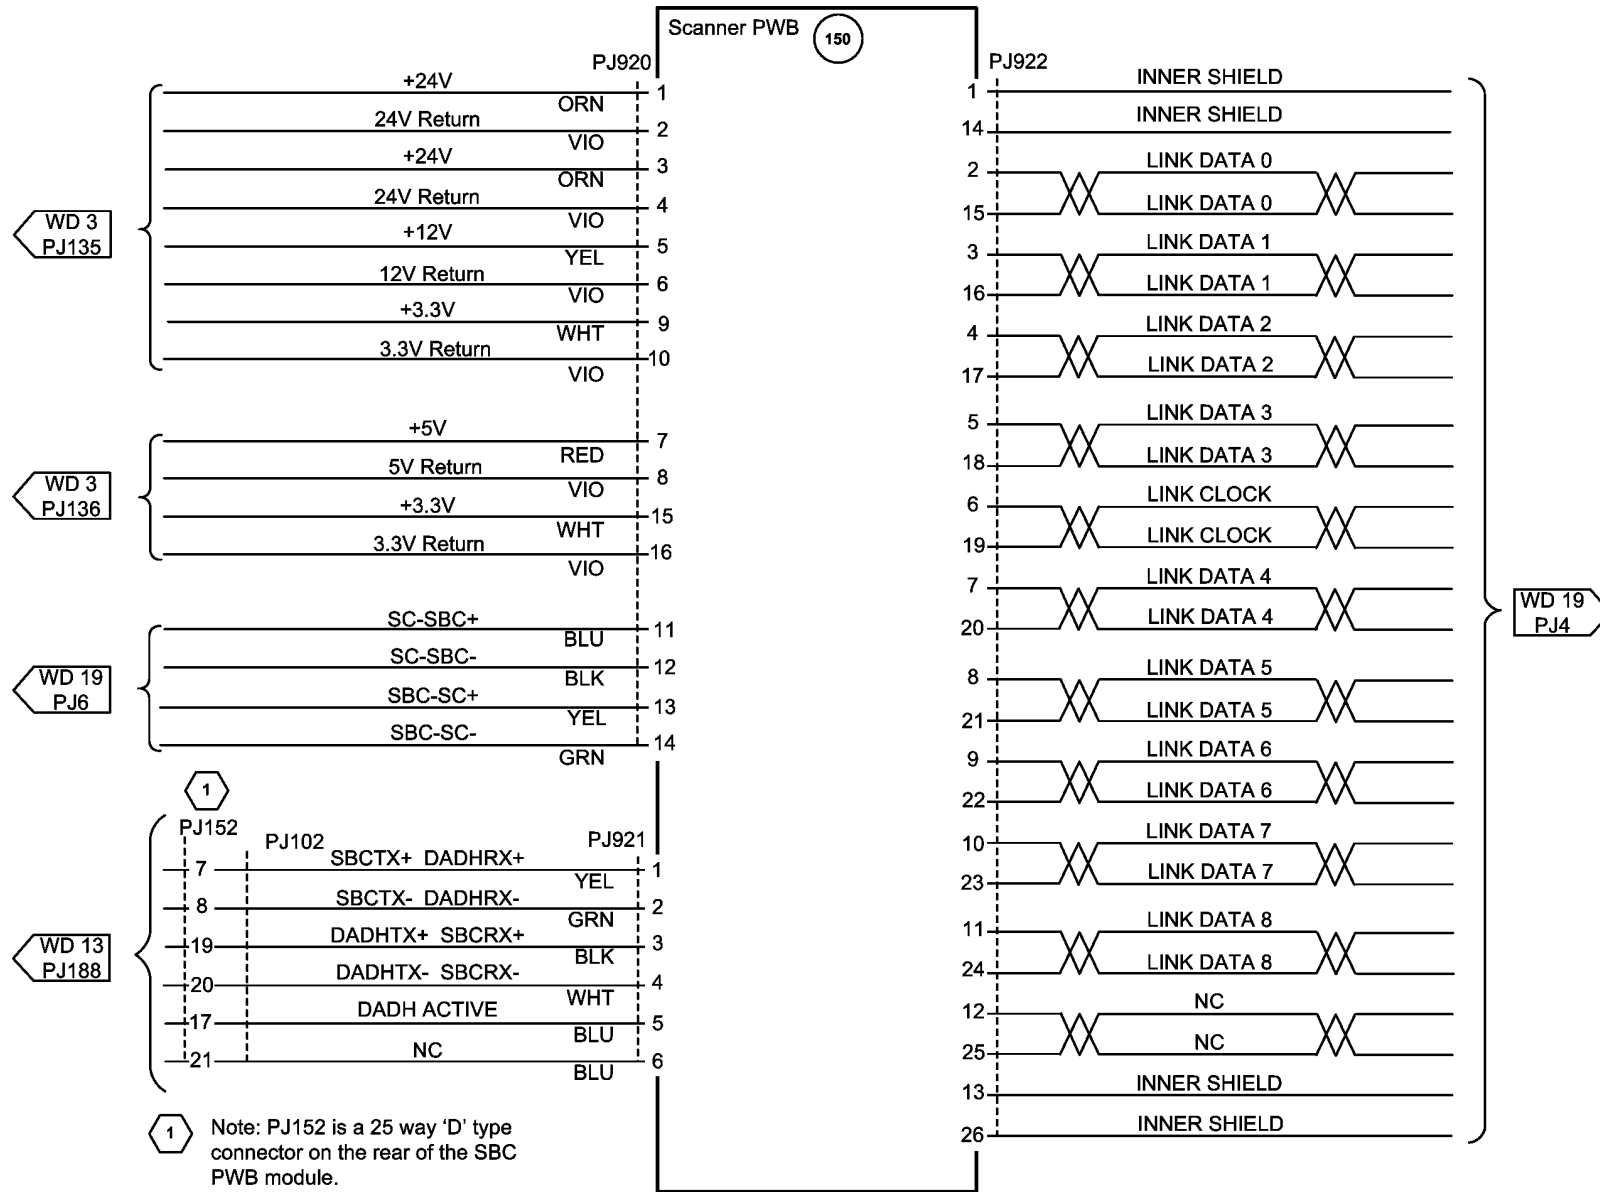 Scanner PWB 150
PJ920
+24V
ORN
1
24V Return
VIO
2
+24V
ORN
3
24V Return
VIO
4
+12V
YEL
5
12V Return
VIO
6
+3.3V
WHT
9
3.3V Return
VIO
10
WD 3
PJ135
+5V
RED
7
5V Return
VIO
8
+3.3V
WHT
15
3.3V Return
VIO
16
WD 3
PJ136
SC-SBC+
BLU
11
SC-SBC-
BLK
12
SBC-SC+
YEL
13
SBC-SC-
GRN
14
WD 19
PJ6
1
PJ152
PJ102
PJ921
7
SBCTX+ DADHRX+
YEL
1
8
SBCTX- DADHRX-
GRN
2
19
DADHTX+ SBCRX+
BLK
3
20
DADHTX- SBCRX-
WHT
4
17
DADH ACTIVE
BLU
5
21
NC
BLU
6
WD 13
PJ188
1
Note: PJ152 is a 25 way ‘D’ type
connector on the rear of the SBC
PWB module.
PJ922
1
INNER SHIELD
14
INNER SHIELD
2
LINK DATA 0
15
LINK DATA 0
3
LINK DATA 1
16
LINK DATA 1
4
LINK DATA 2
17
LINK DATA 2
5
LINK DATA 3
18
LINK DATA 3
6
LINK CLOCK
19
LINK CLOCK
7
LINK DATA 4
20
LINK DATA 4
8
LINK DATA 5
21
LINK DATA 5
9
LINK DATA 6
22
LINK DATA 6
10
LINK DATA 7
23
LINK DATA 7
11
LINK DATA 8
24
LINK DATA 8
12
NC
25
NC
13
INNER SHIELD
26
INNER SHIELD
WD 19
PJ4